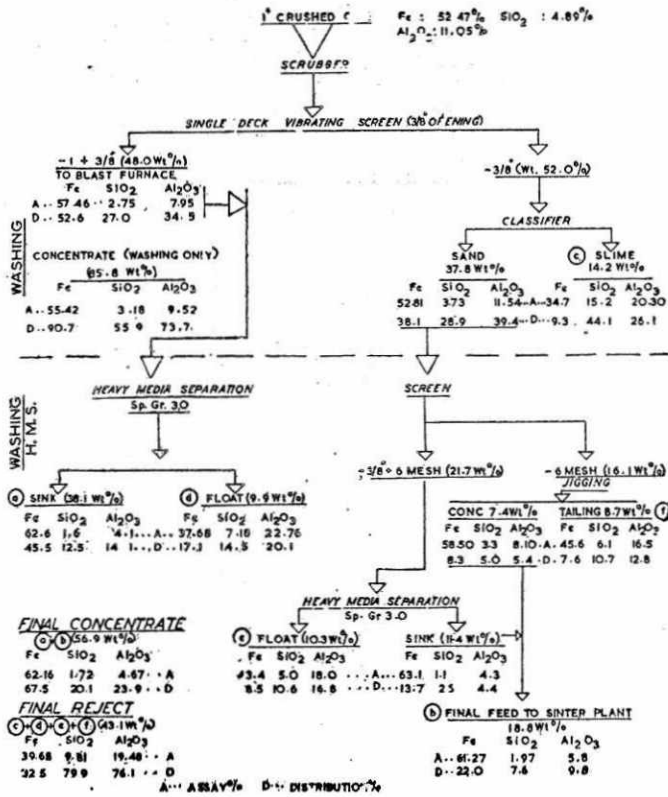 1" CRUSHED
Fe : 52.47% SiO2 : 4.89%
Al2O3 : 11.05%
SCRUBBER
SINGLE DECK VIBRATING SCREEN (3/8" OPENING)
-1 + 3/8" (48.0 Wt%)
TO BLAST FURNACE
Fe SiO2 Al2O3
A.. 57.46 .. 2.75 7.95
D.. 52.6 27.0 34.5
-3/8" (Wt. 52.0%)
CLASSIFIER
WASHING
CONCENTRATE (WASHING ONLY)
(85.8 Wt%)
Fe SiO2 Al2O3
A.. 55.42 3.18 9.52
D.. 90.7 55.9 73.7
SAND
37.8 Wt%
Fe SiO2 Al2O3
52.81 3.73 11.54
38.1 28.9 39.4
c SLIME
14.2 Wt%
Fe SiO2 Al2O3
A. 34.7 15.2 20.30
D.. 9.3 44.1 26.1
WASHING
H.M.S.
HEAVY MEDIA SEPARATION
Sp. Gr. 3.0
SCREEN
a SINK (38.1 Wt%)
Fe SiO2 Al2O3
62.6 1.6 4.1
45.5 12.5 14.1
d FLOAT (9.9 Wt%)
Fe SiO2 Al2O3
A.. 37.68 7.16 22.76
D.. 17.1 14.5 20.1
-3/8" + 6 MESH (21.7 Wt%)
-6 MESH (16.1 Wt%)
JIGGING
CONC 7.4 Wt%
Fe SiO2 Al2O3
58.50 3.3 8.10
8.3 5.0 5.4
TAILING 8.7 Wt% f
Fe SiO2 Al2O3
A. 45.6 6.1 16.5
D.. 7.6 10.7 12.8
HEAVY MEDIA SEPARATION
Sp. Gr 3.0
e FLOAT (10.3 Wt%)
Fe SiO2 Al2O3
43.4 5.0 18.0
8.5 10.6 16.8
SINK (11.4 Wt%)
Fe SiO2 Al2O3
A.. 63.1 1.1 4.3
D.. 13.7 2.5 4.4
FINAL CONCENTRATE
a + b (56.9 Wt%)
Fe SiO2 Al2O3
62.16 1.72 4.67 .. A
67.5 20.1 23.9 .. D
FINAL REJECT
c + d + e + f (43.1 Wt%)
Fe SiO2 Al2O3
39.68 9.81 19.48 .. A
32.5 79.9 76.1 .. D
b FINAL FEED TO SINTER PLANT
18.8 Wt%
Fe SiO2 Al2O3
A.. 61.27 1.97 5.8
D.. 22.0 7.6 9.8
A... ASSAY% D... DISTRIBUTION%